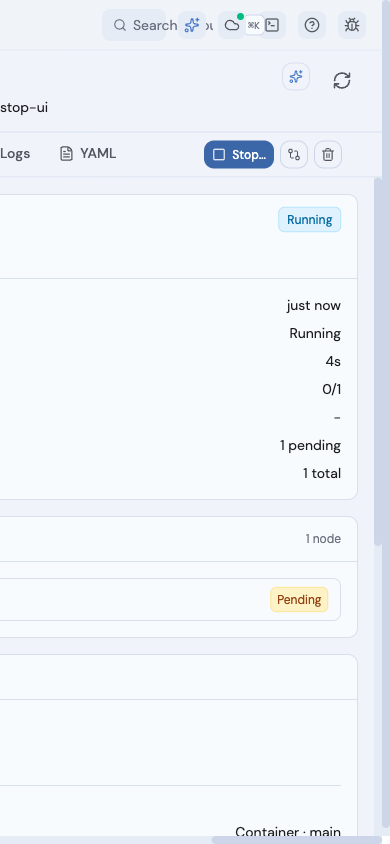 Search
⌘K
stop-ui
Logs
YAML
Stop...
Running
just now
Running
4s
0/1
-
1 pending
1 total
1 node
Pending
Container · main